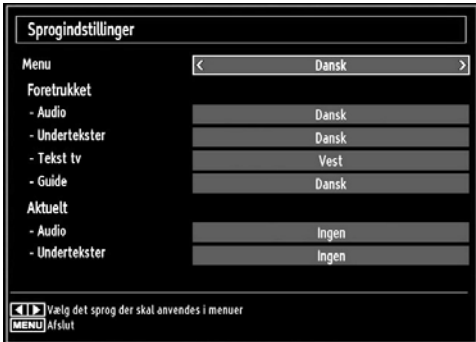 Sprogindstillinger
Menu < Dansk >
Foretrukket
- Audio Dansk
- Undertekster Dansk
- Tekst tv Vest
- Guide Dansk
Aktuelt
- Audio Ingen
- Undertekster Ingen
Vælg det sprog der skal anvendes i menuer
MENU Afslut